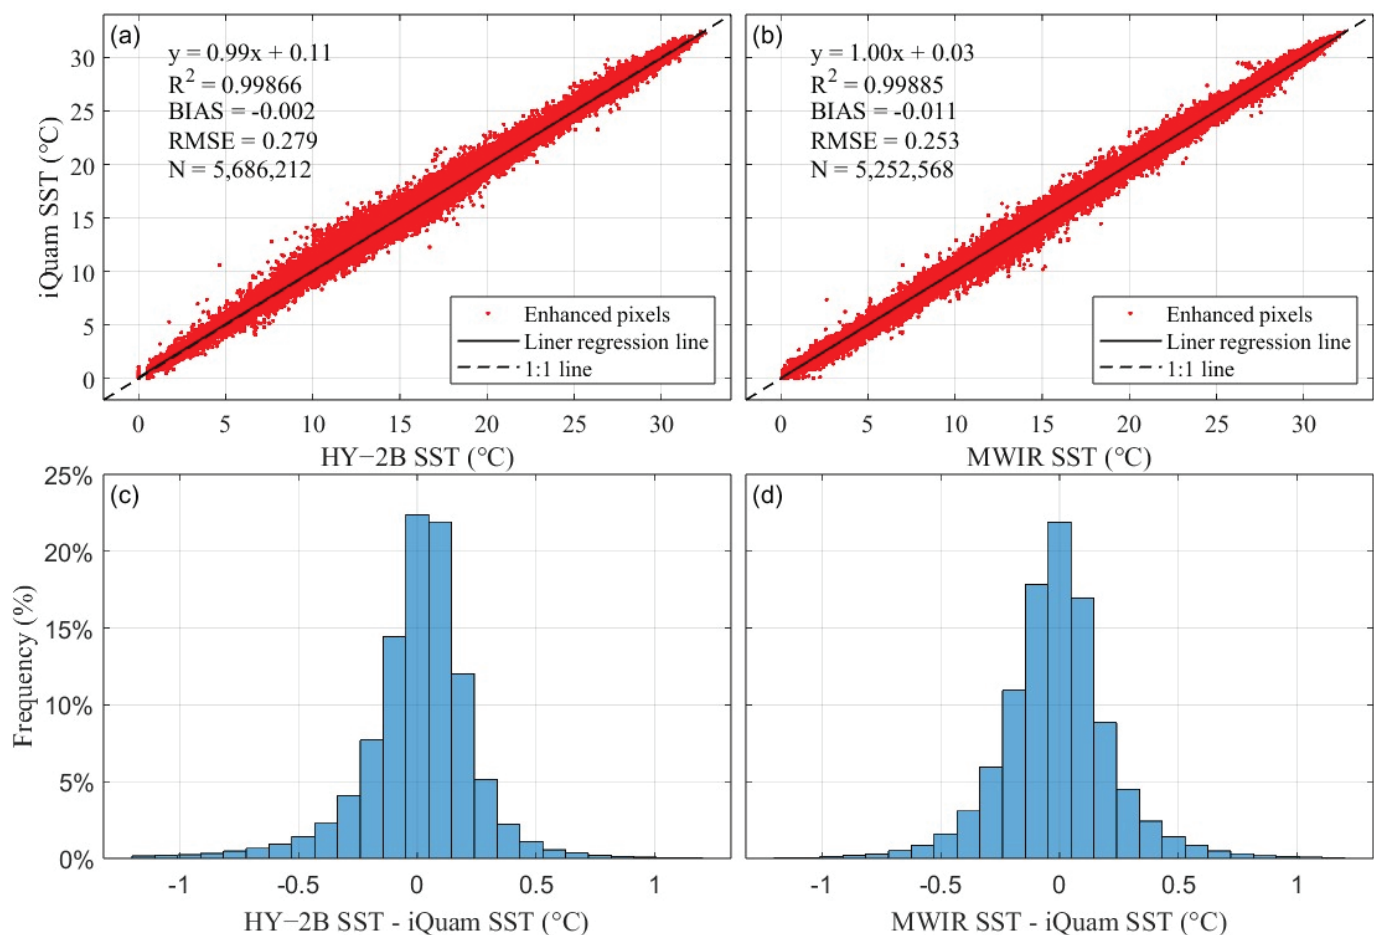 (a)
y = 0.99x + 0.11
R² = 0.99866
BIAS = -0.002
RMSE = 0.279
N = 5,686,212
iQuam SST (°C)
30
25
20
15
10
5
0
Enhanced pixels
Liner regression line
1:1 line
0 5 10 15 20 25 30
HY−2B SST (°C)
(b)
y = 1.00x + 0.03
R² = 0.99885
BIAS = -0.011
RMSE = 0.253
N = 5,252,568
Enhanced pixels
Liner regression line
1:1 line
0 5 10 15 20 25 30
MWIR SST (°C)
(c)
Frequency (%)
25%
20%
15%
10%
5%
0%
-1 -0.5 0 0.5 1
HY−2B SST - iQuam SST (°C)
(d)
-1 -0.5 0 0.5 1
MWIR SST - iQuam SST (°C)